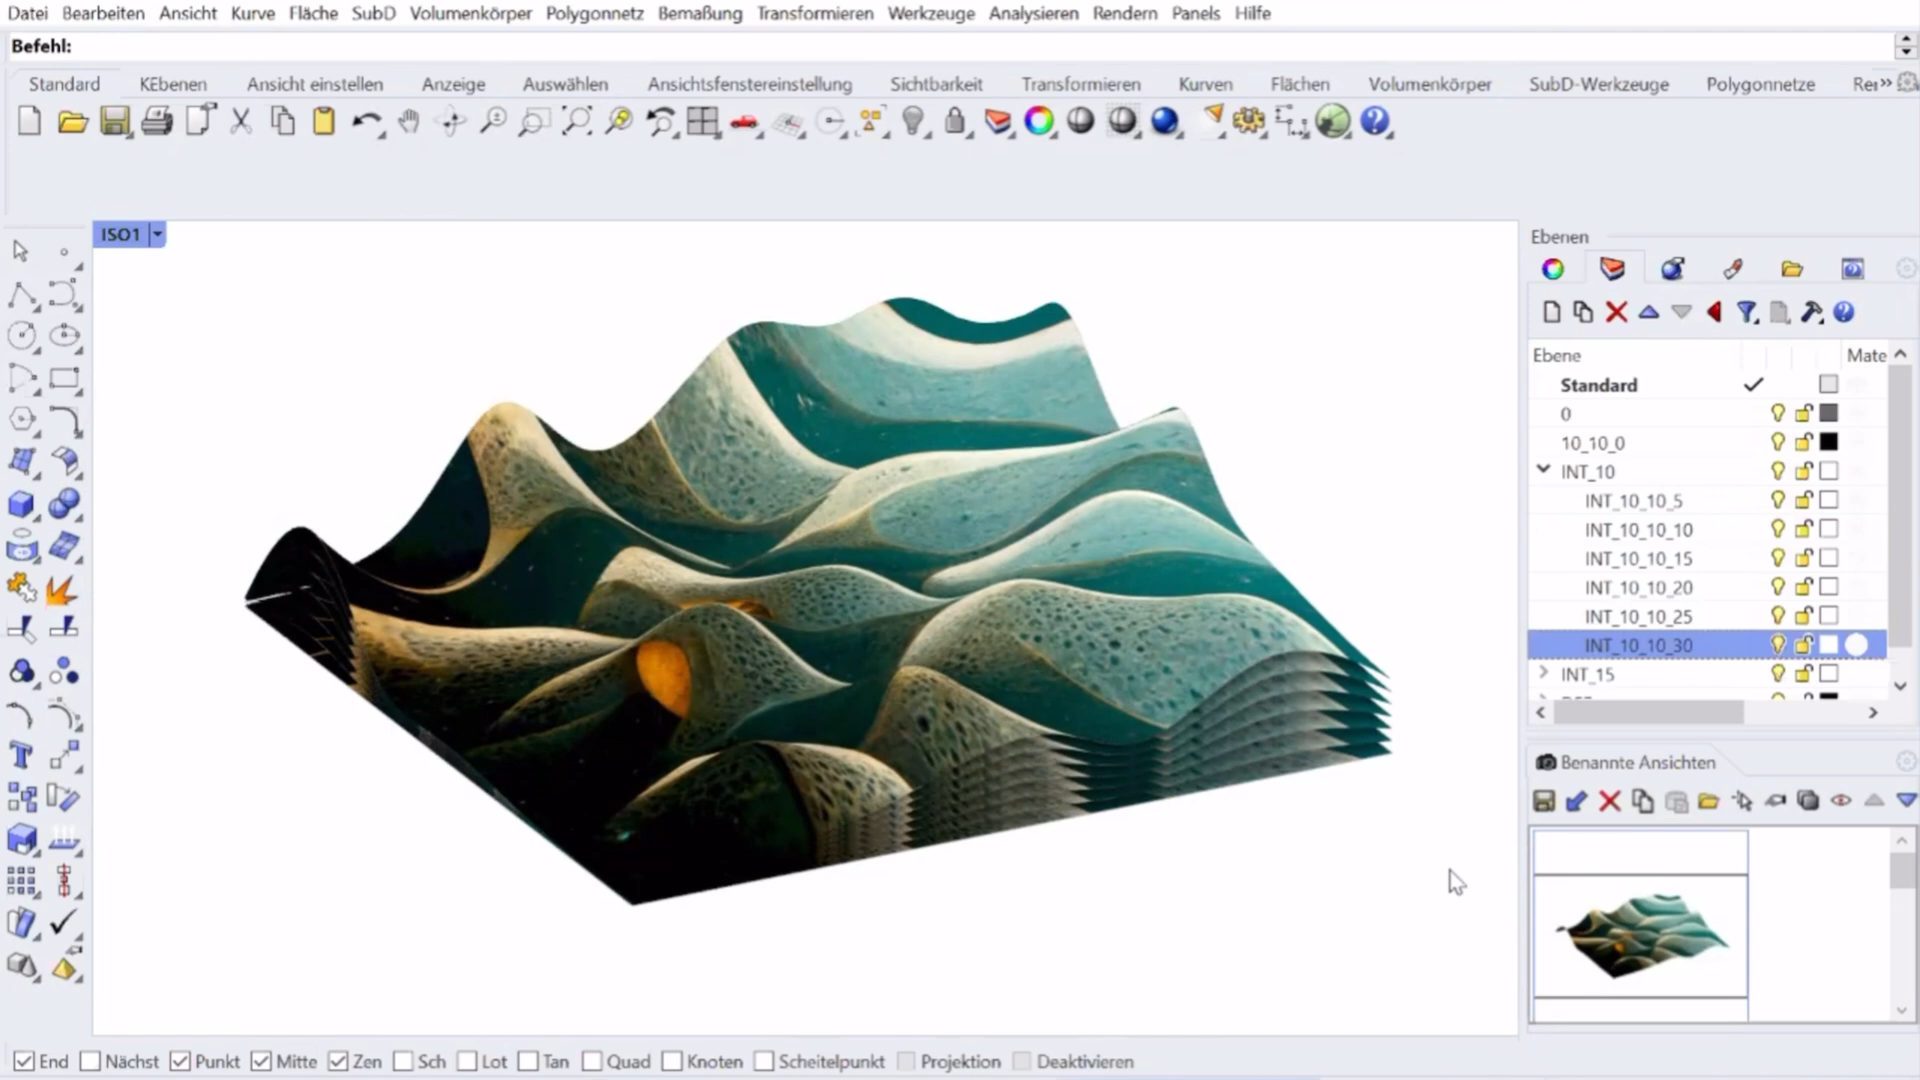 Datei Bearbeiten Ansicht Kurve Fläche SubD Volumenkörper Polygonnetz Bemaßung Transformieren Werkzeuge Analysieren Rendern Panels Hilfe
Befehl:
Standard KEbenen Ansicht einstellen Anzeige Auswählen Ansichtsfenstereinstellung Sichtbarkeit Transformieren Kurven Flächen Volumenkörper SubD-Werkzeuge Polygonnetze Rei»
ISO1
Ebenen
Ebene Mate
Standard
0
10_10_0
INT_10
INT_10_10_5
INT_10_10_10
INT_10_10_15
INT_10_10_20
INT_10_10_25
INT_10_10_30
INT_15
Benannte Ansichten
End Nächst Punkt Mitte Zen Sch Lot Tan Quad Knoten Scheitelpunkt Projektion Deaktivieren